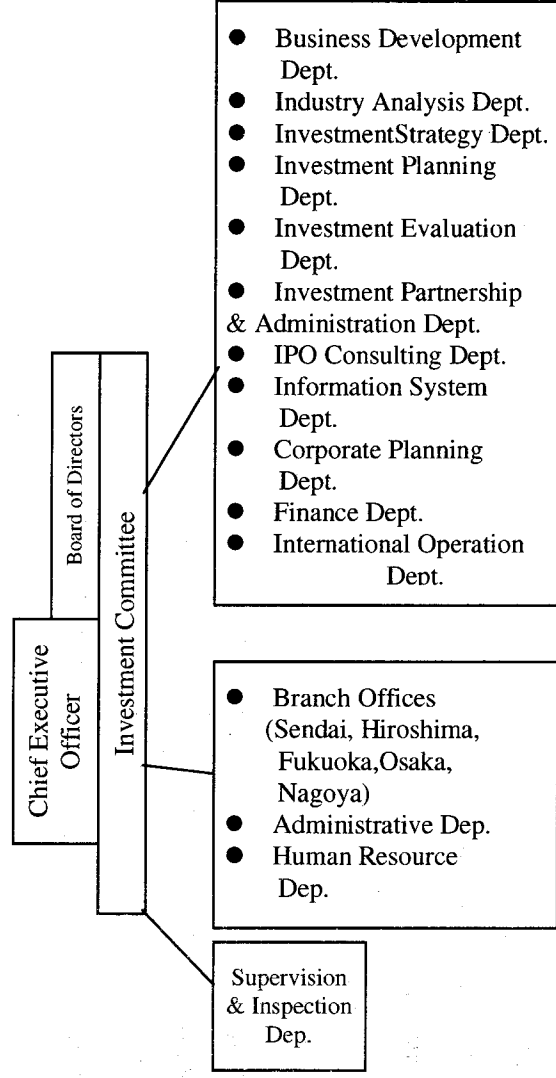 ● Business Development
Dept.
● Industry Analysis Dept.
● InvestmentStrategy Dept.
● Investment Planning
Dept.
● Investment Evaluation
Dept.
● Investment Partnership
& Administration Dept.
● IPO Consulting Dept.
● Information System
Dept.
● Corporate Planning
Dept.
● Finance Dept.
● International Operation
Dept.
Board of Directors
Chief Executive
Officer
Investment Committee
● Branch Offices
(Sendai, Hiroshima,
Fukuoka,Osaka,
Nagoya)
● Administrative Dep.
● Human Resource
Dep.
Supervision
& Inspection
Dep.